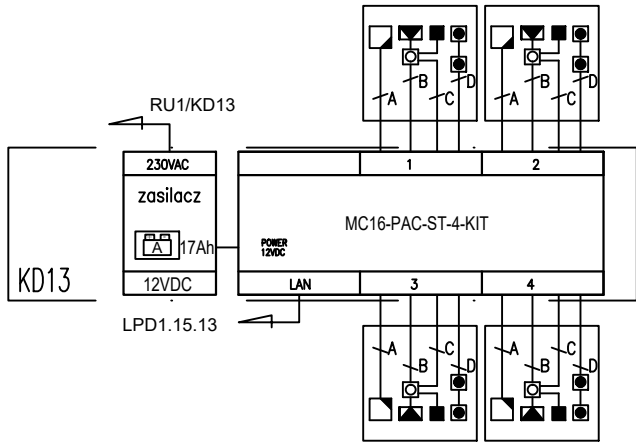 A B C D A B C D
RU1/KD13
230VAC 1 2
zasilacz
MC16-PAC-ST-4-KIT
A 17Ah
POWER
12VDC
KD13
12VDC LAN 3 4
LPD1.15.13
A B C D A B C D